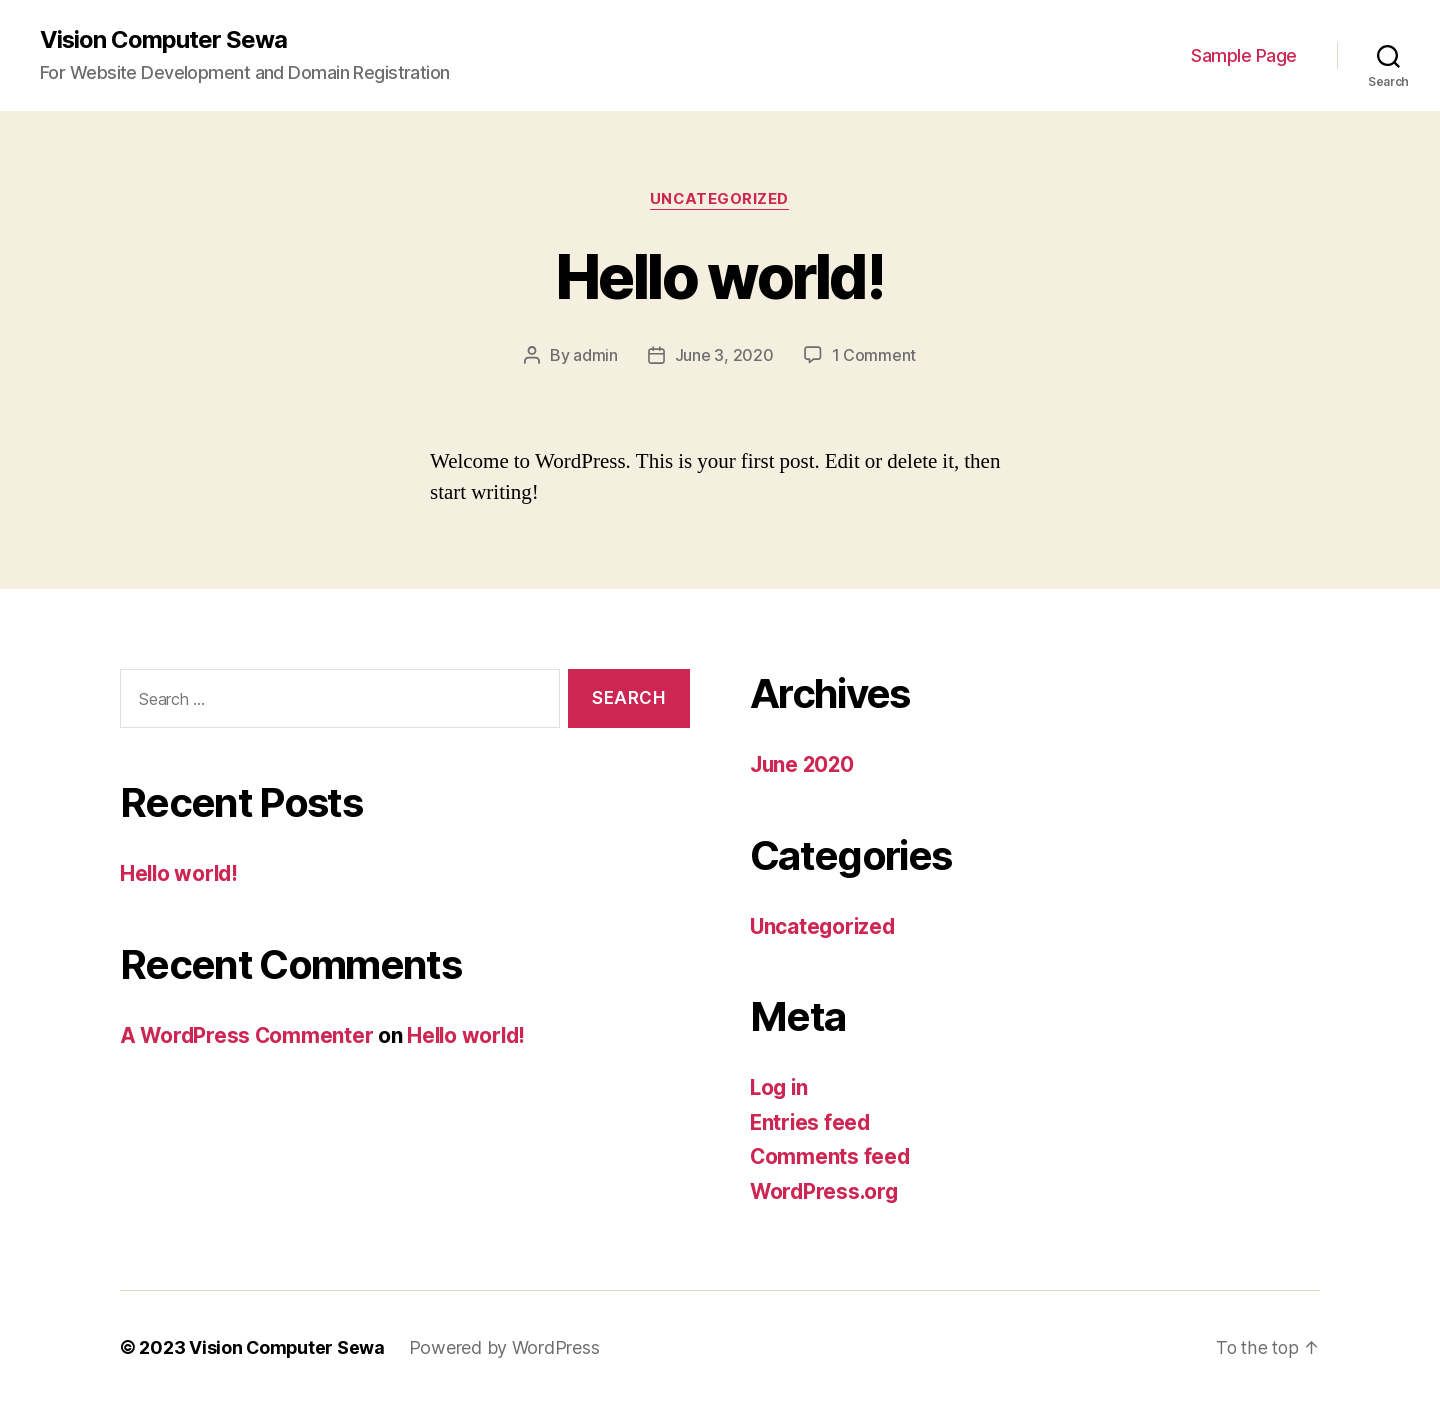 Vision Computer Sewa
For Website Development and Domain Registration
Sample Page
Search
UNCATEGORIZED
Hello world!
By admin
June 3, 2020
1 Comment
Welcome to WordPress. This is your first post. Edit or delete it, then
start writing!
Search …
SEARCH
Recent Posts
Hello world!
Recent Comments
A WordPress Commenter on Hello world!
Archives
June 2020
Categories
Uncategorized
Meta
Log in
Entries feed
Comments feed
WordPress.org
© 2023 Vision Computer Sewa
Powered by WordPress
To the top ↑